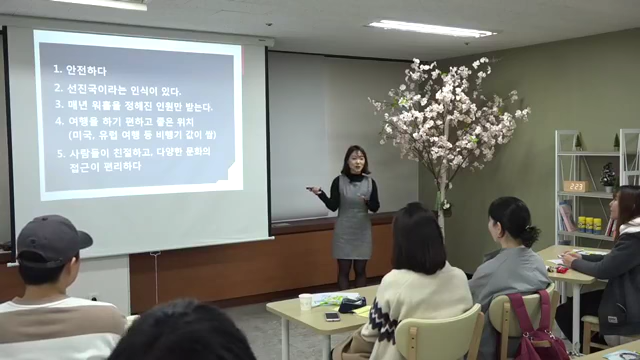 1. 안전하다
2. 선진국이라는 인식이 있다.
3. 매년 워홀을 정해진 인원만 받는다.
4. 여행을 하기 편하고 좋은 위치
(미국, 유럽 여행 등 비행기 값이 쌈)
5. 사람들이 친절하고, 다양한 문화의
접근이 편리하다
2:23